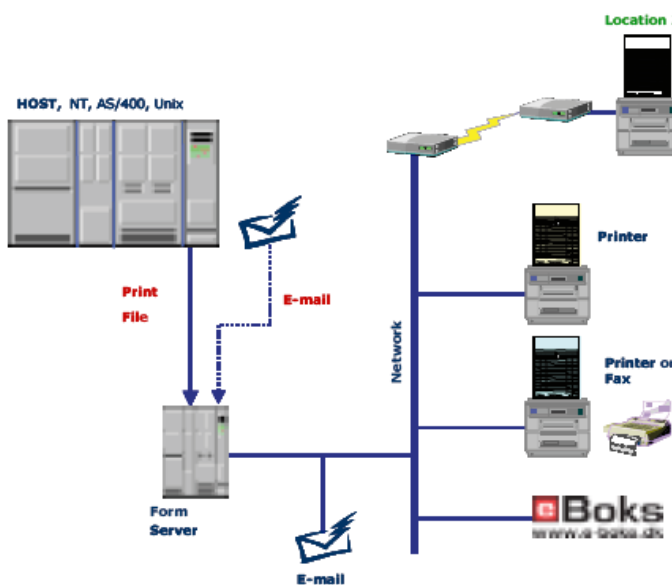 Location
HOST, NT, AS/400, Unix
Printer
Print
File
E-mail
Network
Printer or
Fax
Form
Server
E-mail
eBoks
www.e-boks.dk